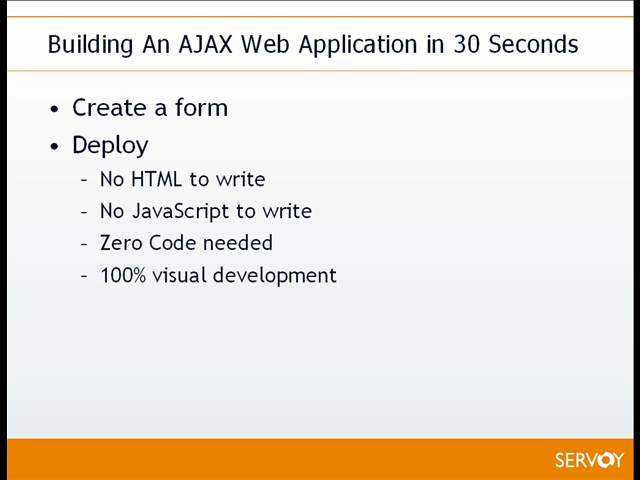 Building An AJAX Web Application in 30 Seconds
• Create a form
• Deploy
– No HTML to write
– No JavaScript to write
– Zero Code needed
– 100% visual development
SERVOY